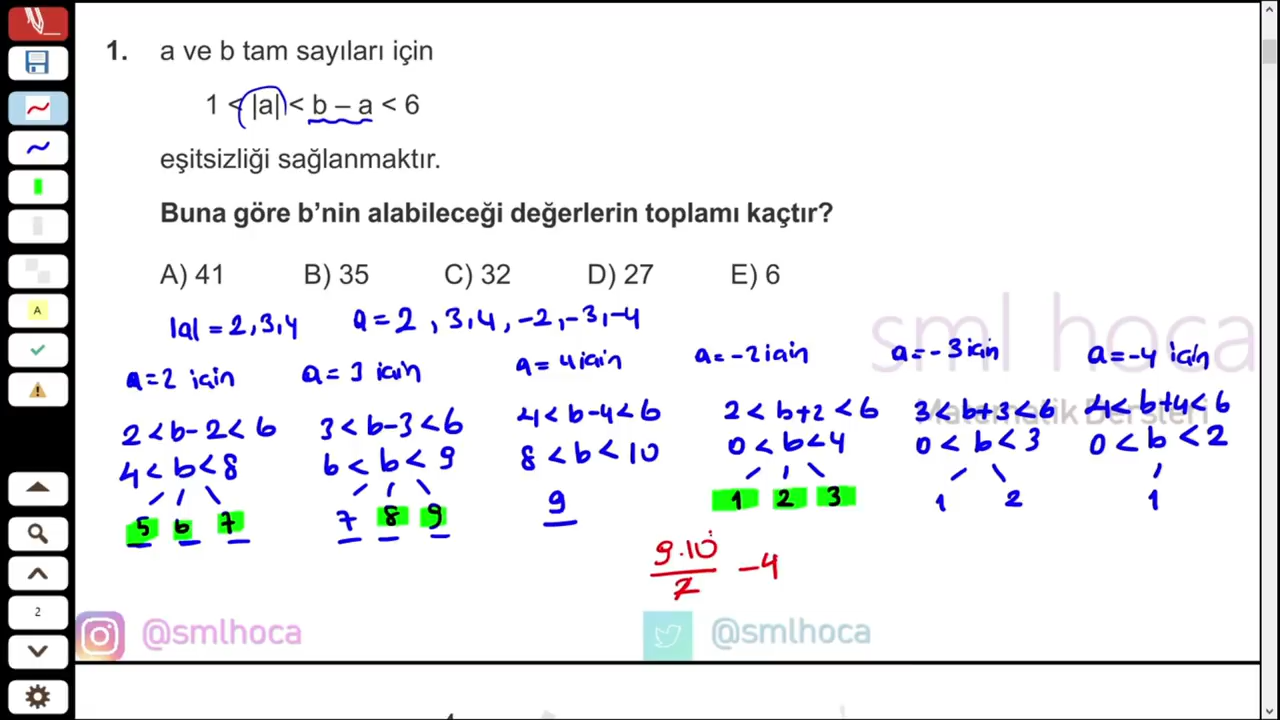 1. a ve b tam sayıları için
1 < |a| < b – a < 6
eşitsizliği sağlanmaktır.
Buna göre b'nin alabileceği değerlerin toplamı kaçtır?
A) 41 B) 35 C) 32 D) 27 E) 6
|a| = 2,3,4 a = 2 , 3,4 , -2,-3,-4
sml hoca
Matematik Dersleri
a=2 için
2 < b-2 < 6
4 < b < 8
5 6 7
a = 3 için
3 < b-3 < 6
6 < b < 9
7 8 9
a = 4 için
4 < b-4 < 6
8 < b < 10
9
a = -2 için
2 < b+2 < 6
0 < b < 4
1 2 3
a = -3 için
3 < b+3 < 6
0 < b < 3
1 2
a = -4 için
4 < b+4 < 6
0 < b < 2
1
9.10
2
-4
@smlhoca @smlhoca
A
2